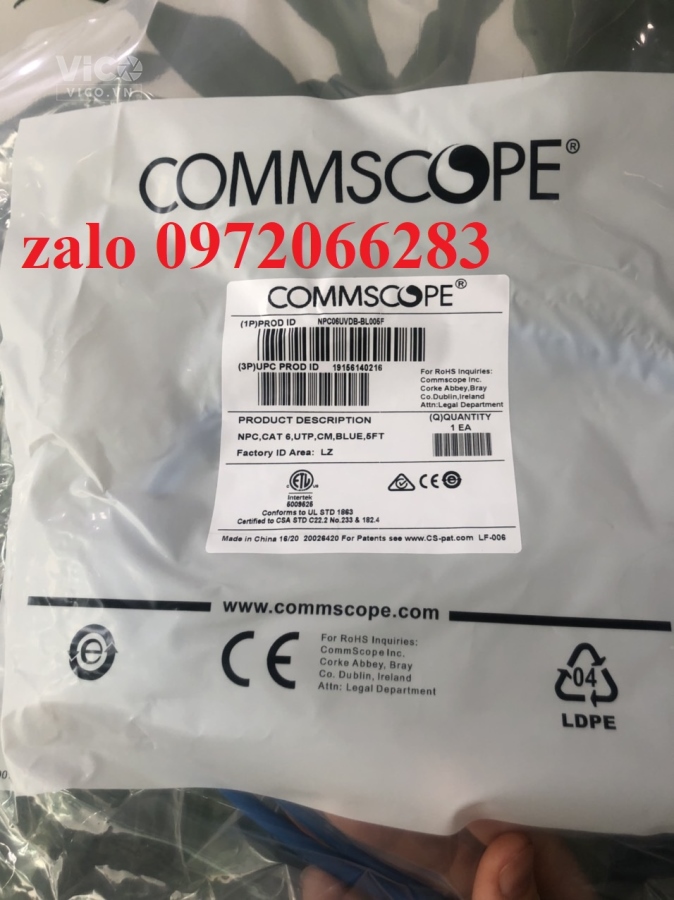 VICO
VICO.VN
COMMSCOPE®
zalo 0972066283
COMMSCOPE®
(1P)PROD ID NPC06UVDB-BL005F
(3P)UPC PROD ID 19156140216
For RoHS Inquiries:
Commscope Inc.
Corke Abbey,Bray
Co.Dublin,Ireland
Attn:Legal Department
PRODUCT DESCRIPTION
(Q)QUANTITY
1 EA
NPC,CAT 6,UTP,CM,BLUE,5FT
Factory ID Area: LZ
ETL
Intertek
6009626
CE
Conforms to UL STD 1863
Certified to CSA STD C22.2 No.233 & 182.4
Made in China 16/20 20026420 For Patents see www.CS-pat.com LF-006
www.commscope.com
e
CE
For RoHS Inquiries:
CommScope Inc.
Corke Abbey, Bray
Co. Dublin, Ireland
Attn: Legal Department
04
LDPE